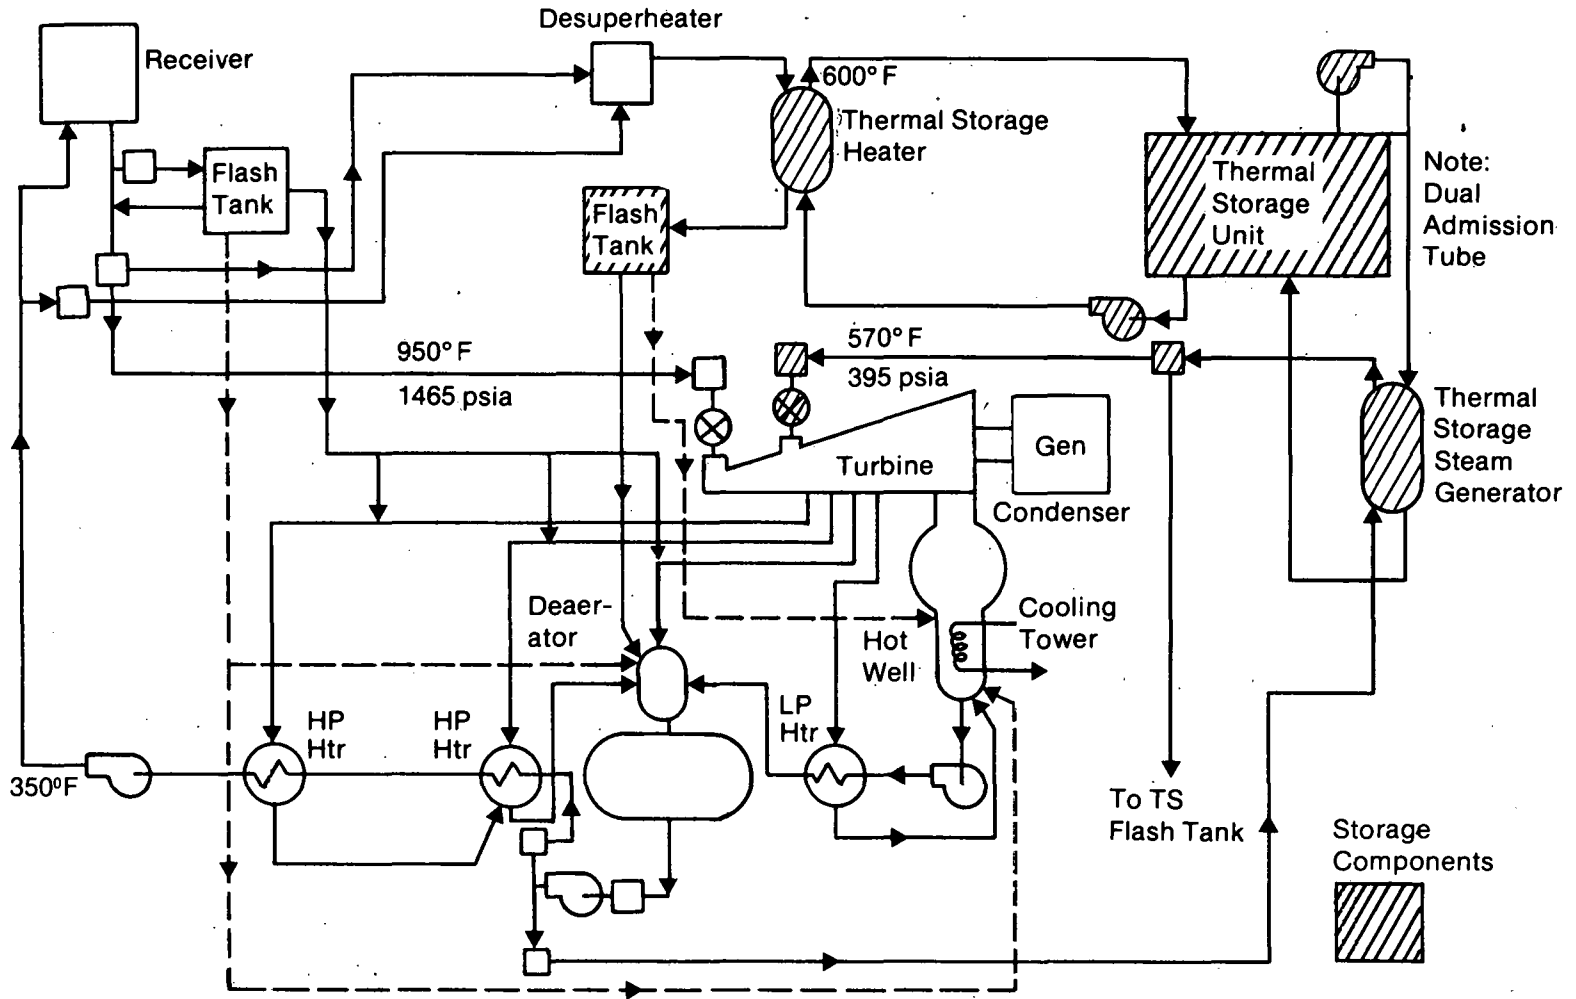 Desuperheater
Receiver
600° F
Thermal Storage
Heater
Flash
Tank
Flash
Tank
Thermal
Storage
Unit
Note:
Dual
Admission
Tube
950° F
1465 psia
570° F
395 psia
Thermal
Storage
Steam
Generator
Turbine
Gen
Condenser
Deaer-
ator
Hot
Well
Cooling
Tower
HP
Htr
HP
Htr
LP
Htr
350°F
To TS
Flash Tank
Storage
Components